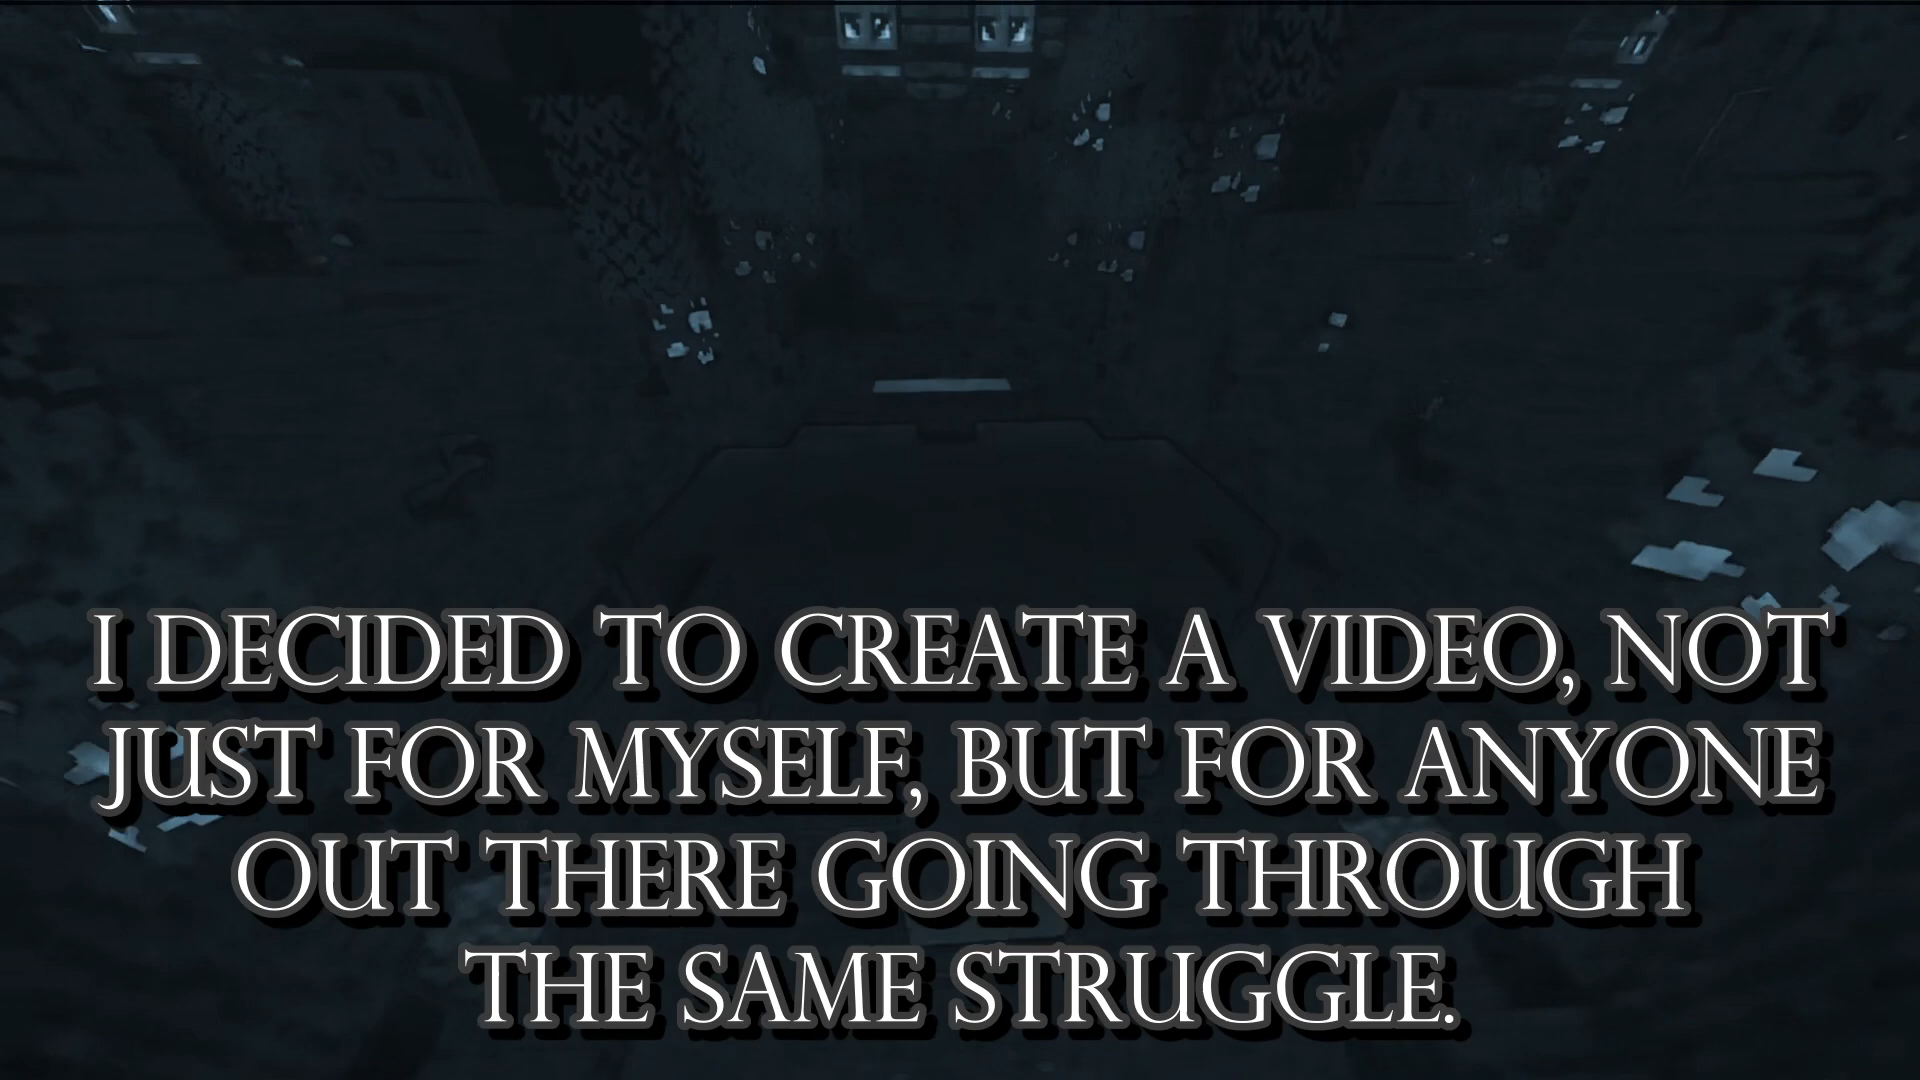 I DECIDED TO CREATE A VIDEO, NOT
JUST FOR MYSELF, BUT FOR ANYONE
OUT THERE GOING THROUGH
THE SAME STRUGGLE.